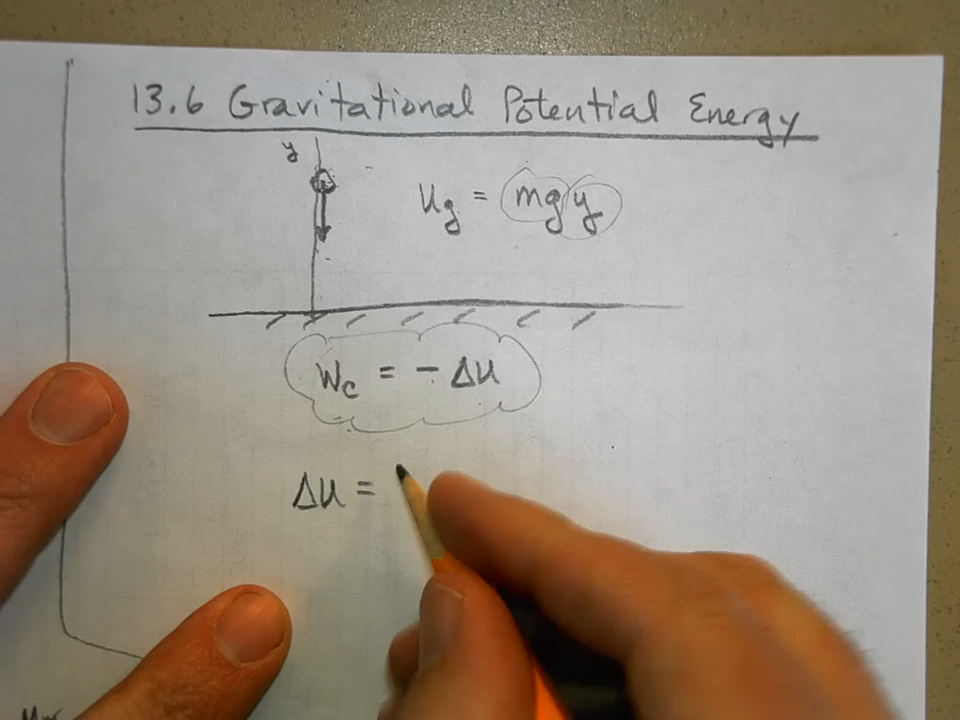 13.6 Gravitational Potential Energy
y
Ug = mgy
Wc = - ΔU
ΔU =